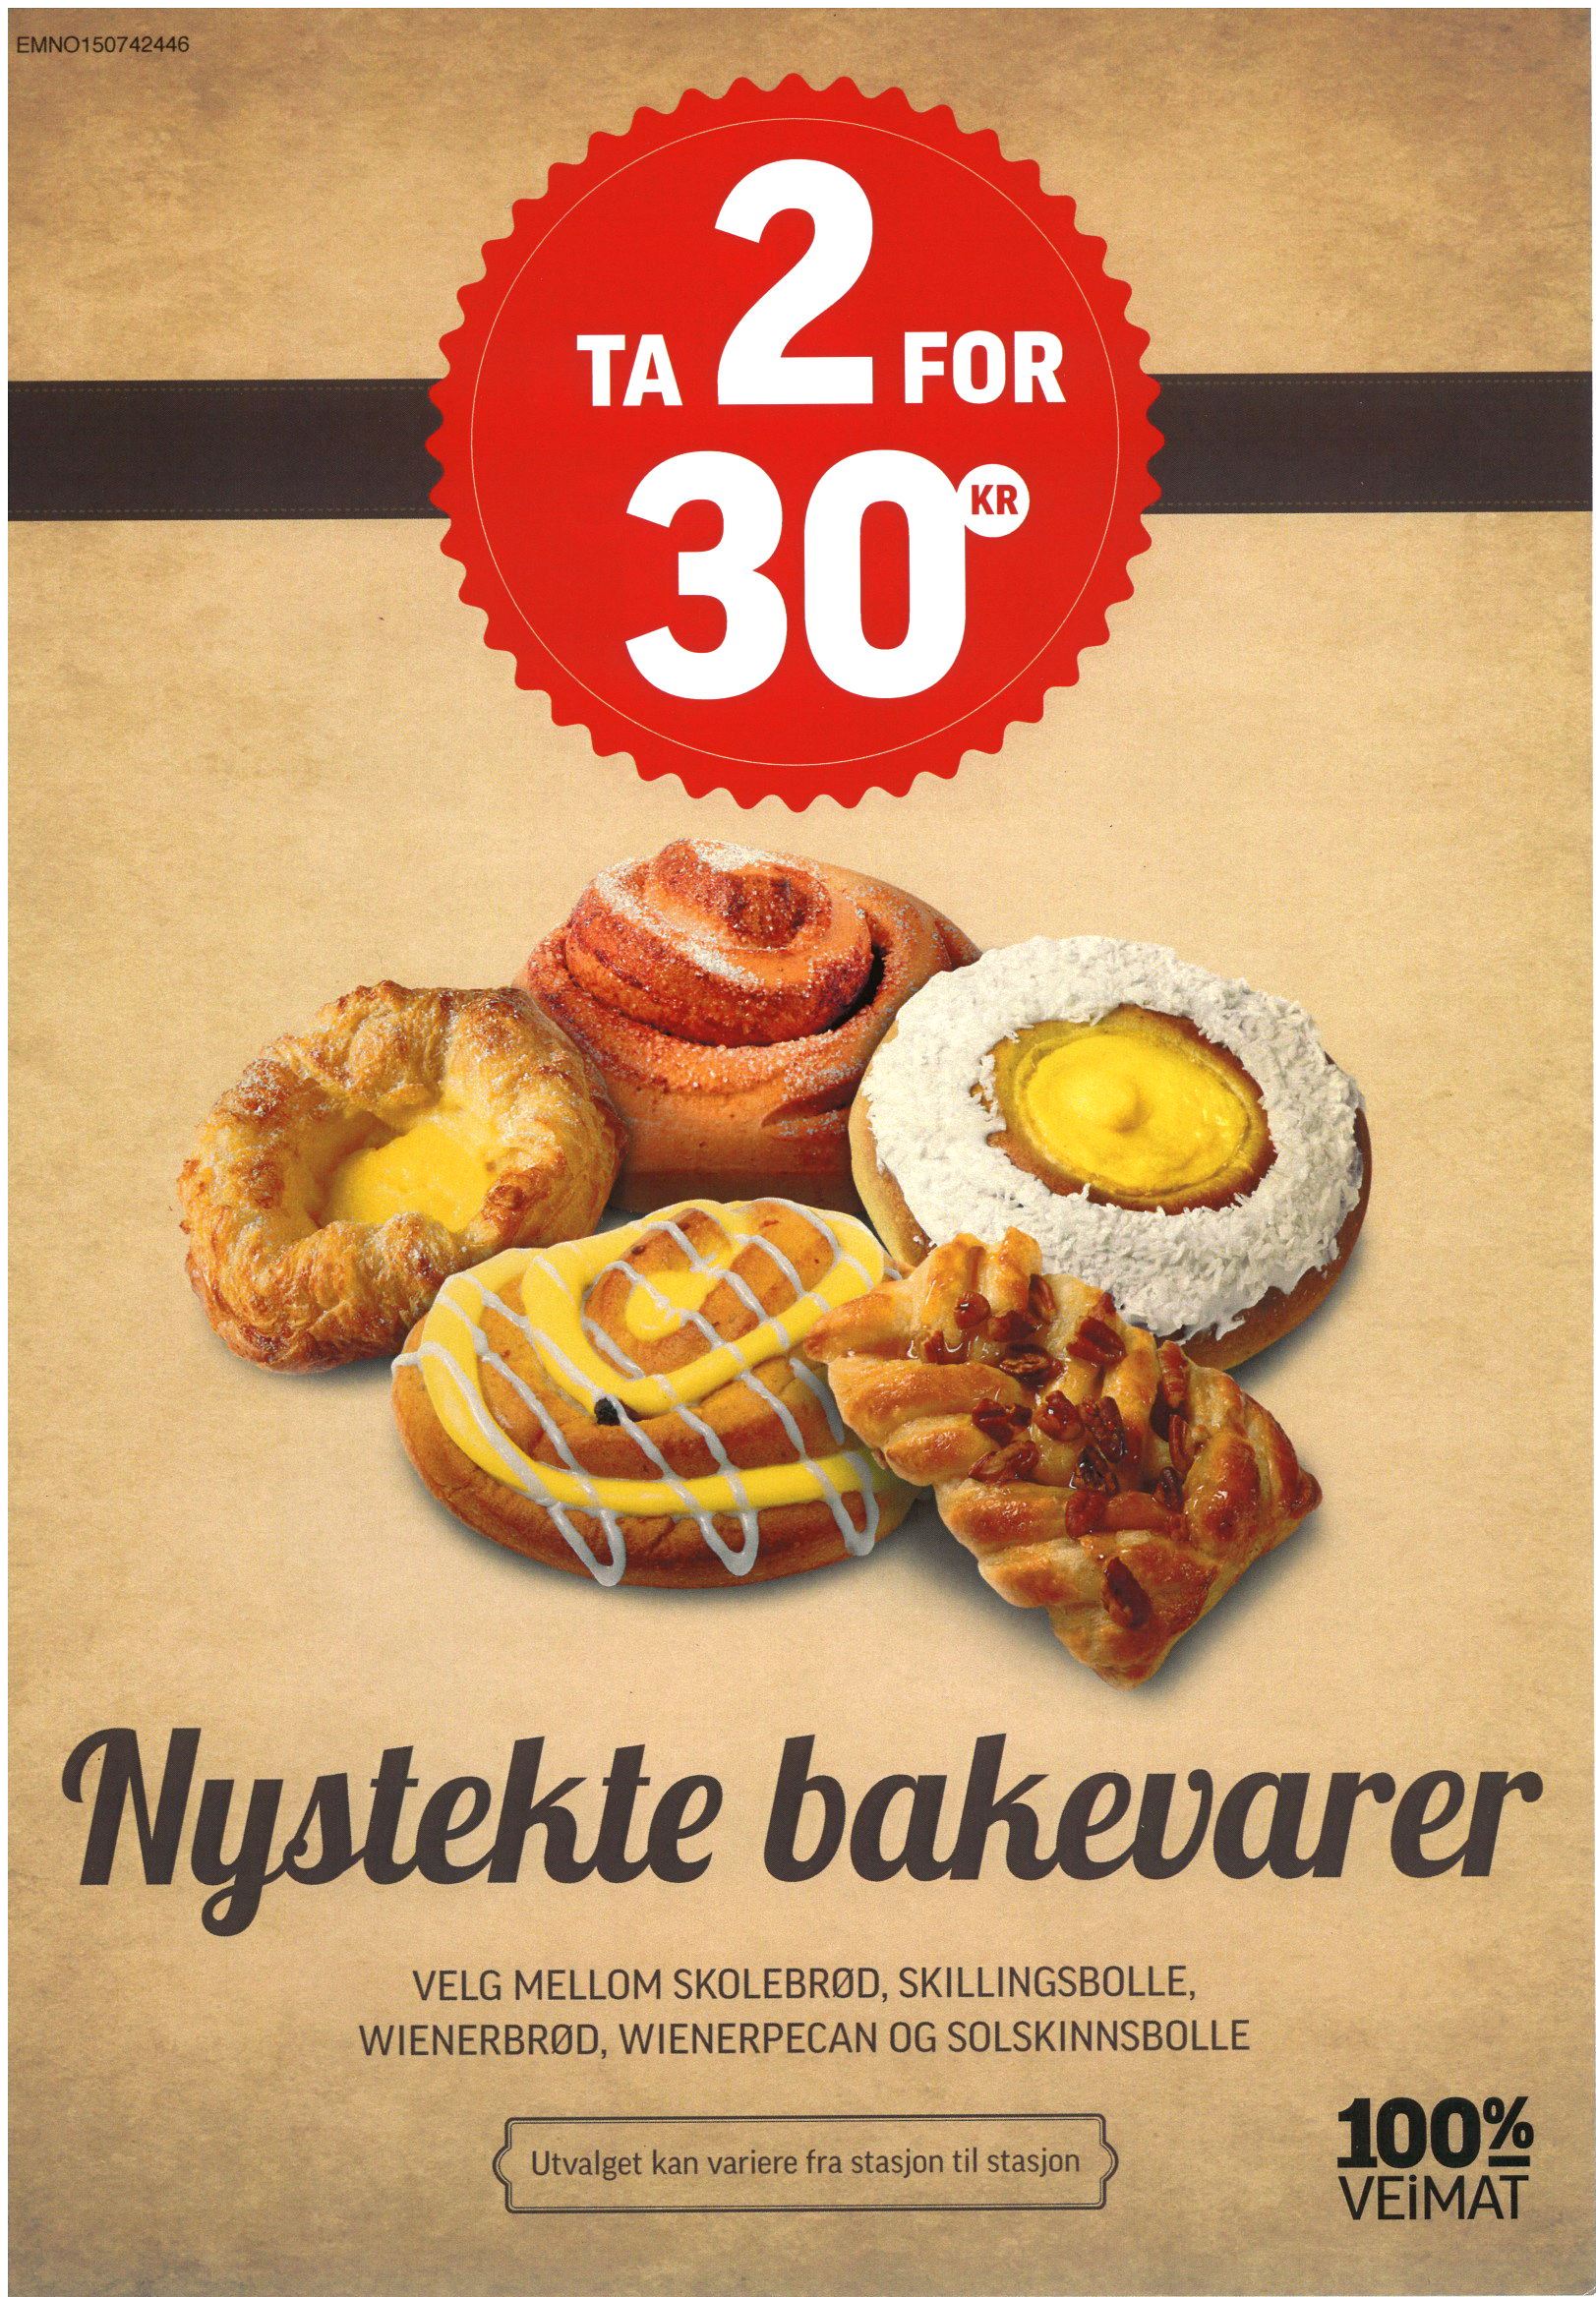 EMNO150742446
TA 2 FOR
30 KR
Nystekte bakevarer
VELG MELLOM SKOLEBRØD, SKILLINGSBOLLE,
WIENERBRØD, WIENERPECAN OG SOLSKINNSBOLLE
Utvalget kan variere fra stasjon til stasjon
100%
VEiMAT